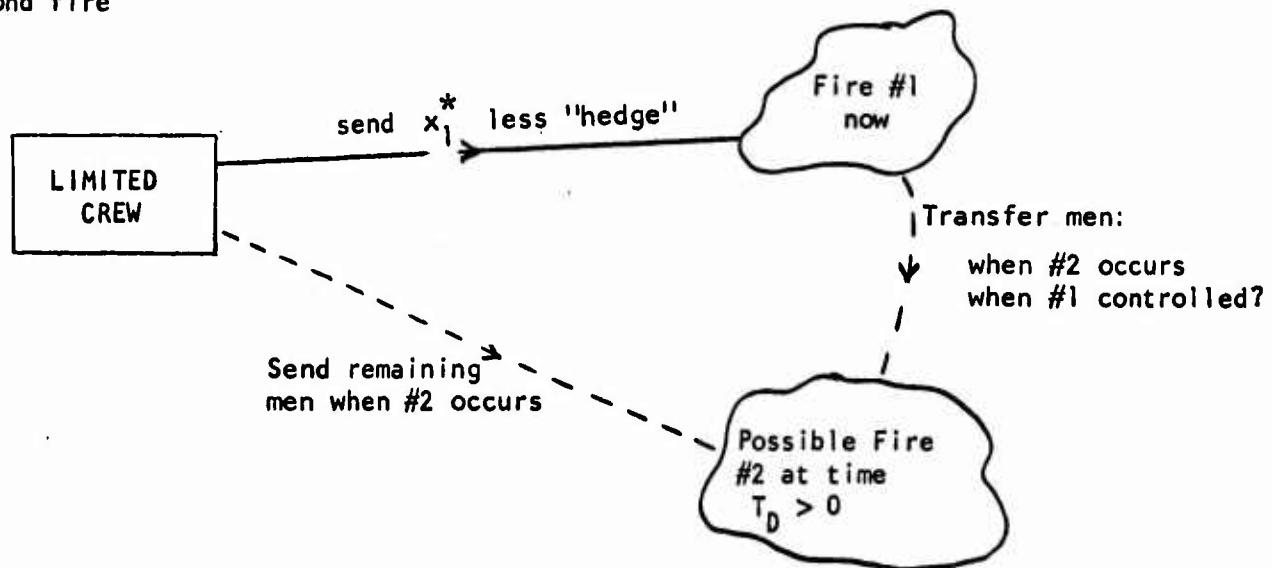 ond fire
Fire #1
now
send x₁* less "hedge"
LIMITED
CREW
Transfer men:
when #2 occurs
when #1 controlled?
Send remaining
men when #2 occurs
Possible Fire
#2 at time
T_D > 0